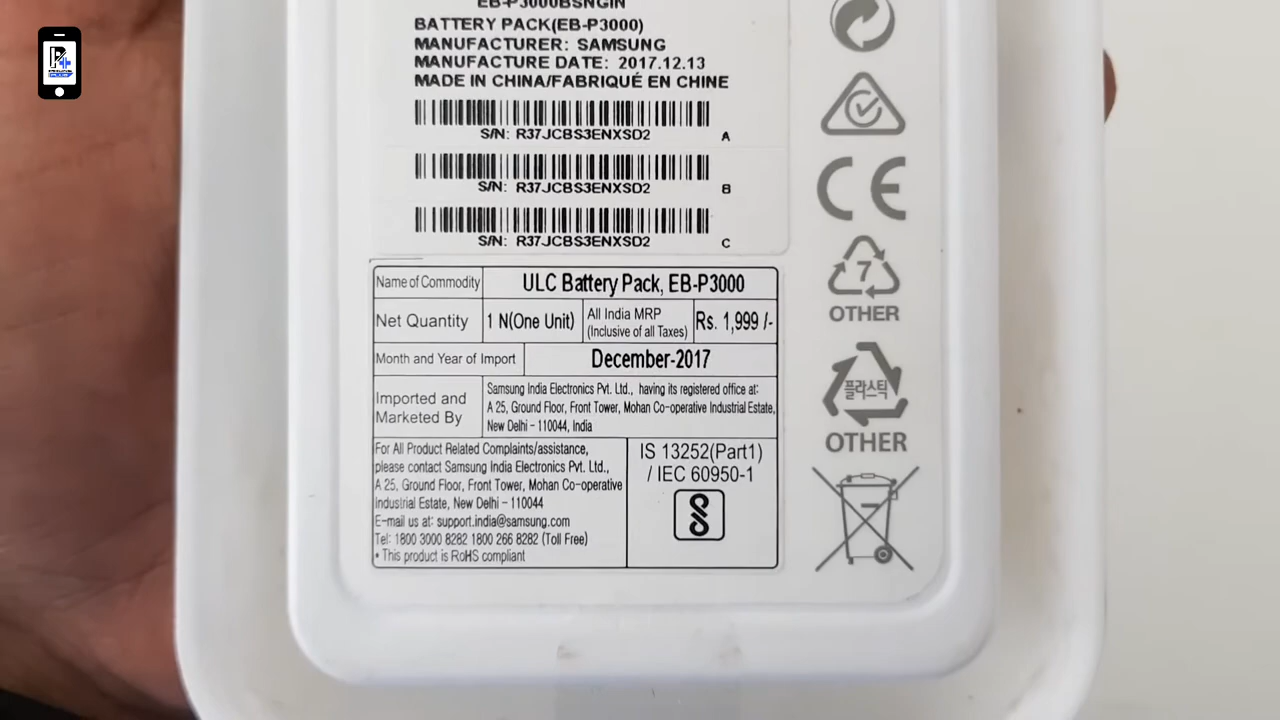 EB-P3000BSNGIN
BATTERY PACK(EB-P3000)
MANUFACTURER: SAMSUNG
MANUFACTURE DATE: 2017.12.13
MADE IN CHINA/FABRIQUÉ EN CHINE
S/N: R37JCBS3ENXSD2 A
S/N: R37JCBS3ENXSD2 B
S/N: R37JCBS3ENXSD2 C
Name of Commodity ULC Battery Pack, EB-P3000
Net Quantity 1 N(One Unit) All India MRP (Inclusive of all Taxes) Rs. 1,999 /-
Month and Year of Import December-2017
Imported and Marketed By
Samsung India Electronics Pvt. Ltd., having its registered office at:
A 25, Ground Floor, Front Tower, Mohan Co-operative Industrial Estate,
New Delhi - 110044, India
For All Product Related Complaints/assistance,
please contact Samsung India Electronics Pvt. Ltd.,
A 25, Ground Floor, Front Tower, Mohan Co-operative
Industrial Estate, New Delhi - 110044
E-mail us at: support.india@samsung.com
Tel: 1800 3000 8282 1800 266 8282 (Toll Free)
• This product is RoHS compliant
IS 13252(Part1)
/ IEC 60950-1
CE
7
OTHER
플라스틱
OTHER